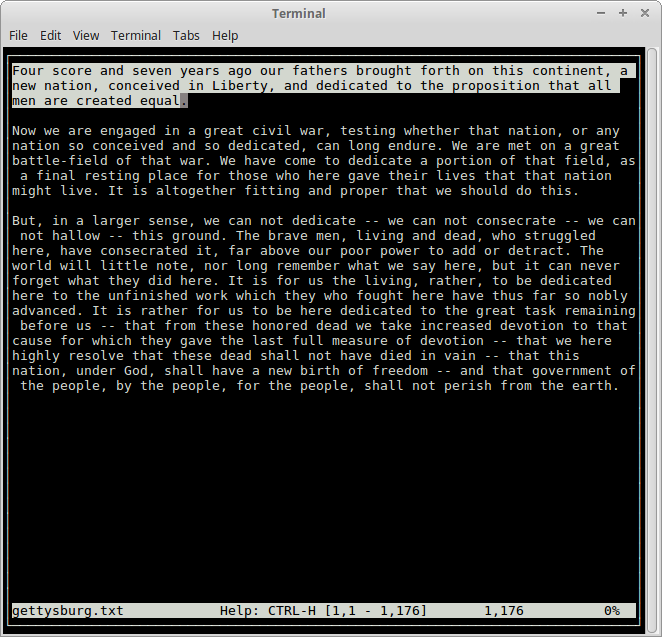 Terminal
File Edit View Terminal Tabs Help
Four score and seven years ago our fathers brought forth on this continent, a
new nation, conceived in Liberty, and dedicated to the proposition that all
men are created equal.
Now we are engaged in a great civil war, testing whether that nation, or any
nation so conceived and so dedicated, can long endure. We are met on a great
battle-field of that war. We have come to dedicate a portion of that field, as
a final resting place for those who here gave their lives that that nation
might live. It is altogether fitting and proper that we should do this.
But, in a larger sense, we can not dedicate -- we can not consecrate -- we can
not hallow -- this ground. The brave men, living and dead, who struggled
here, have consecrated it, far above our poor power to add or detract. The
world will little note, nor long remember what we say here, but it can never
forget what they did here. It is for us the living, rather, to be dedicated
here to the unfinished work which they who fought here have thus far so nobly
advanced. It is rather for us to be here dedicated to the great task remaining
before us -- that from these honored dead we take increased devotion to that
cause for which they gave the last full measure of devotion -- that we here
highly resolve that these dead shall not have died in vain -- that this
nation, under God, shall have a new birth of freedom -- and that government of
the people, by the people, for the people, shall not perish from the earth.
gettysburg.txt Help: CTRL-H [1,1 - 1,176] 1,176 0%